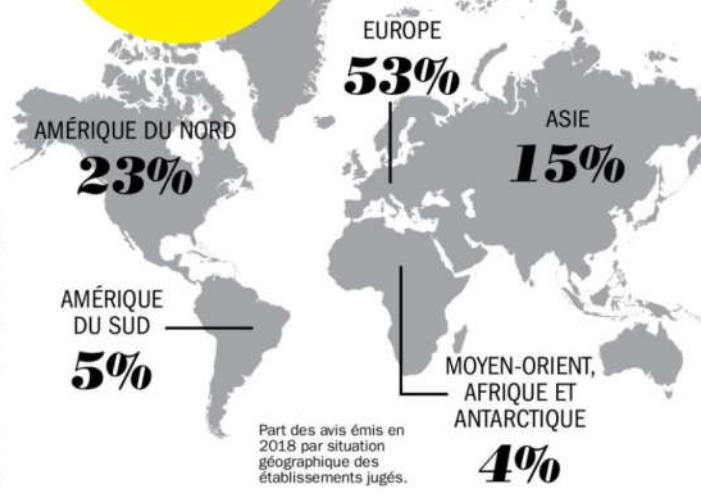 EUROPE
53%
AMÉRIQUE DU NORD
23%
ASIE
15%
AMÉRIQUE
DU SUD
5%
MOYEN-ORIENT,
AFRIQUE ET
ANTARCTIQUE
4%
Part des avis émis en
2018 par situation
géographique des
établissements jugés.